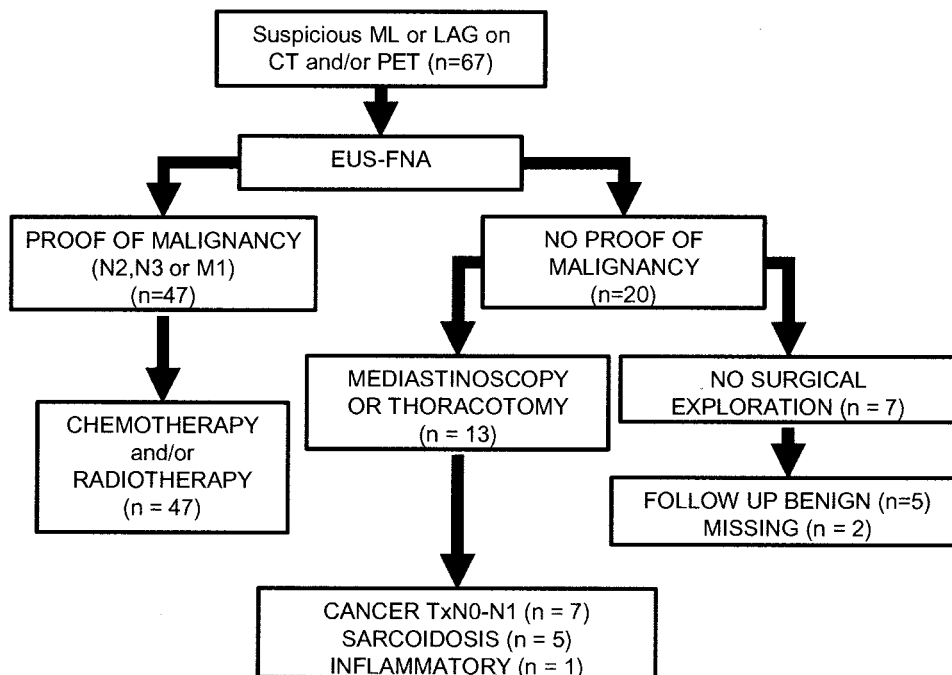 Suspicious ML or LAG on
CT and/or PET (n=67)
EUS-FNA
PROOF OF MALIGNANCY
(N2,N3 or M1)
(n=47)
NO PROOF OF
MALIGNANCY
(n=20)
CHEMOTHERAPY
and/or
RADIOTHERAPY
(n = 47)
MEDIASTINOSCOPY
OR THORACOTOMY
(n = 13)
NO SURGICAL
EXPLORATION (n = 7)
FOLLOW UP BENIGN (n=5)
MISSING (n = 2)
CANCER TxN0-N1 (n = 7)
SARCOIDOSIS (n = 5)
INFLAMMATORY (n = 1)